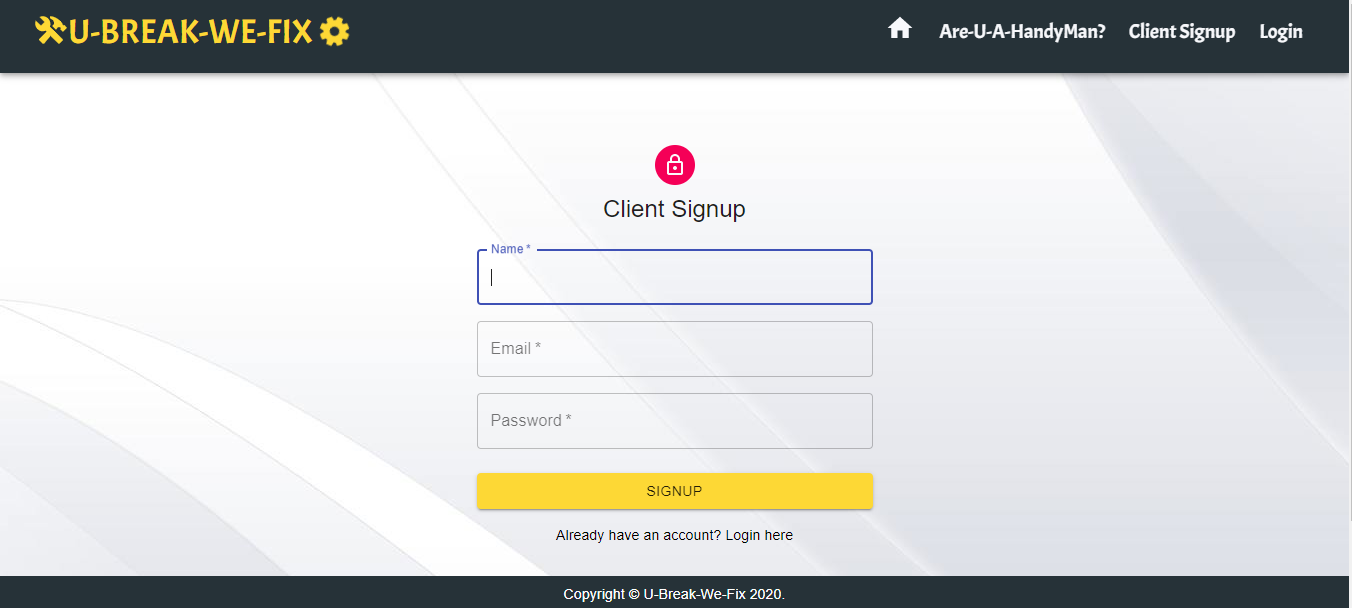 U-BREAK-WE-FIX
Are-U-A-HandyMan? Client Signup Login
Client Signup
Name *
Email *
Password *
SIGNUP
Already have an account? Login here
Copyright © U-Break-We-Fix 2020.